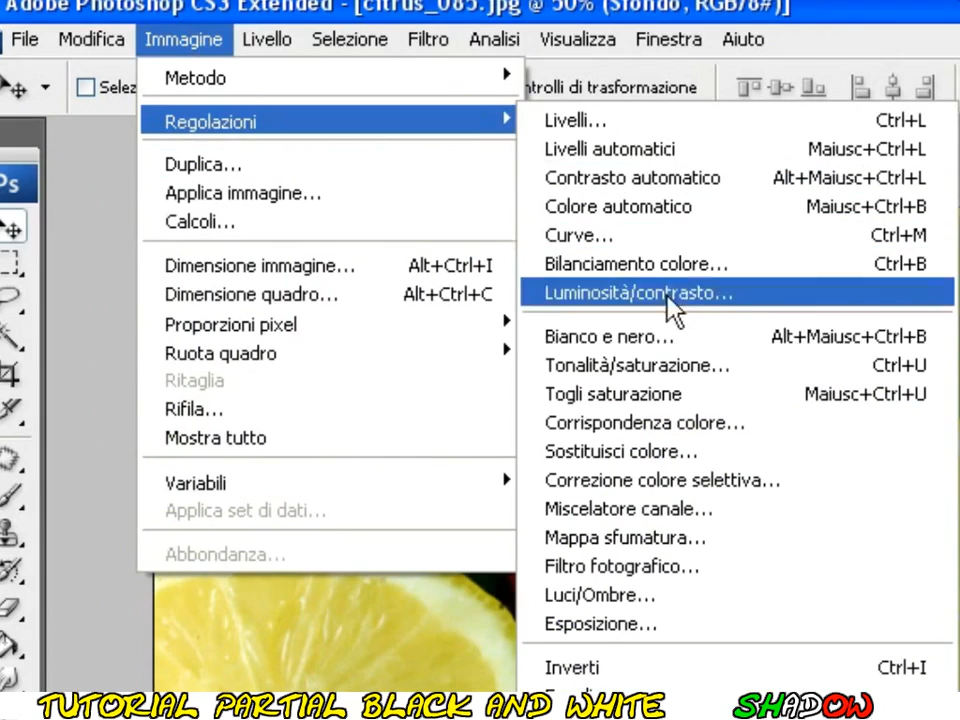 Adobe Photoshop CS3 Extended - [citrus_085.jpg @ 50% (Sfondo, RGB/8#)]
File Modifica Immagine Livello Selezione Filtro Analisi Visualizza Finestra Aiuto
Selez
ntrolli di trasformazione
Ps
Metodo
Regolazioni
Duplica...
Applica immagine...
Calcoli...
Dimensione immagine... Alt+Ctrl+I
Dimensione quadro... Alt+Ctrl+C
Proporzioni pixel
Ruota quadro
Ritaglia
Rifila...
Mostra tutto
Variabili
Applica set di dati...
Abbondanza...
Livelli... Ctrl+L
Livelli automatici Maiusc+Ctrl+L
Contrasto automatico Alt+Maiusc+Ctrl+L
Colore automatico Maiusc+Ctrl+B
Curve... Ctrl+M
Bilanciamento colore... Ctrl+B
Luminosità/contrasto...
Bianco e nero... Alt+Maiusc+Ctrl+B
Tonalità/saturazione... Ctrl+U
Togli saturazione Maiusc+Ctrl+U
Corrispondenza colore...
Sostituisci colore...
Correzione colore selettiva...
Miscelatore canale...
Mappa sfumatura...
Filtro fotografico...
Luci/Ombre...
Esposizione...
Inverti Ctrl+I
TUTORIAL PARTIAL BLACK AND WHITE SHADOW